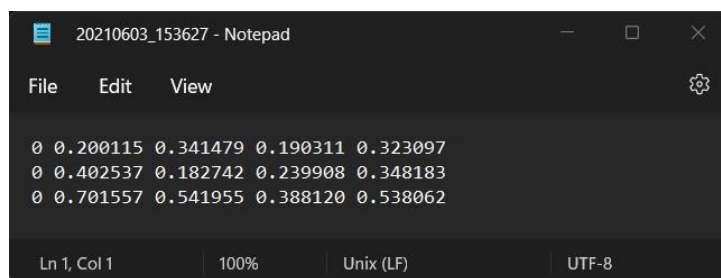 20210603_153627 - Notepad
File Edit View
0 0.200115 0.341479 0.190311 0.323097
0 0.402537 0.182742 0.239908 0.348183
0 0.701557 0.541955 0.388120 0.538062
Ln 1, Col 1 100% Unix (LF) UTF-8